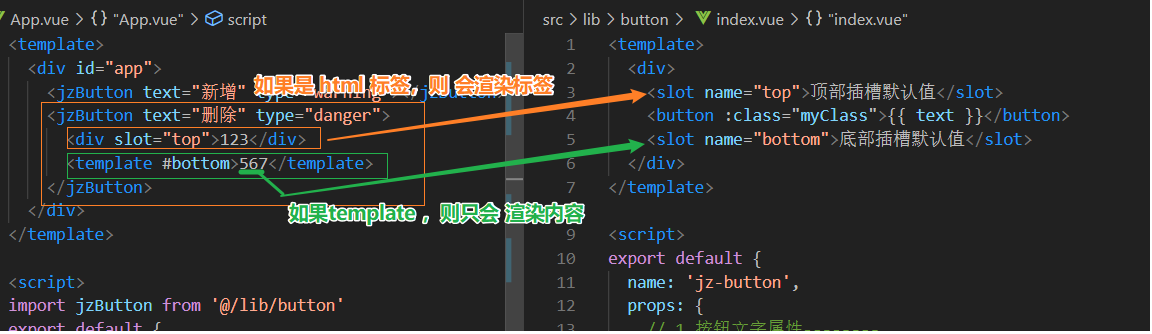 App.vue > {} "App.vue" > script
<template>
<div id="app">
如果是 html 标签，则 会渲染标签
<jzButton text="新增" type="warning"></jzButton>
<jzButton text="删除" type="danger">
<div slot="top">123</div>
<template #bottom>567</template>
</jzButton>
如果template ，则只会 渲染内容
</div>
</template>
<script>
import jzButton from '@/lib/button'
export default {
src > lib > button > index.vue > {} "index.vue"
1 <template>
2 <div>
3 <slot name="top">顶部插槽默认值</slot>
4 <button :class="myClass">{{ text }}</button>
5 <slot name="bottom">底部插槽默认值</slot>
6 </div>
7 </template>
9 <script>
10 export default {
11 name: 'jz-button',
12 props: {
13 // 1 按钮文字属性